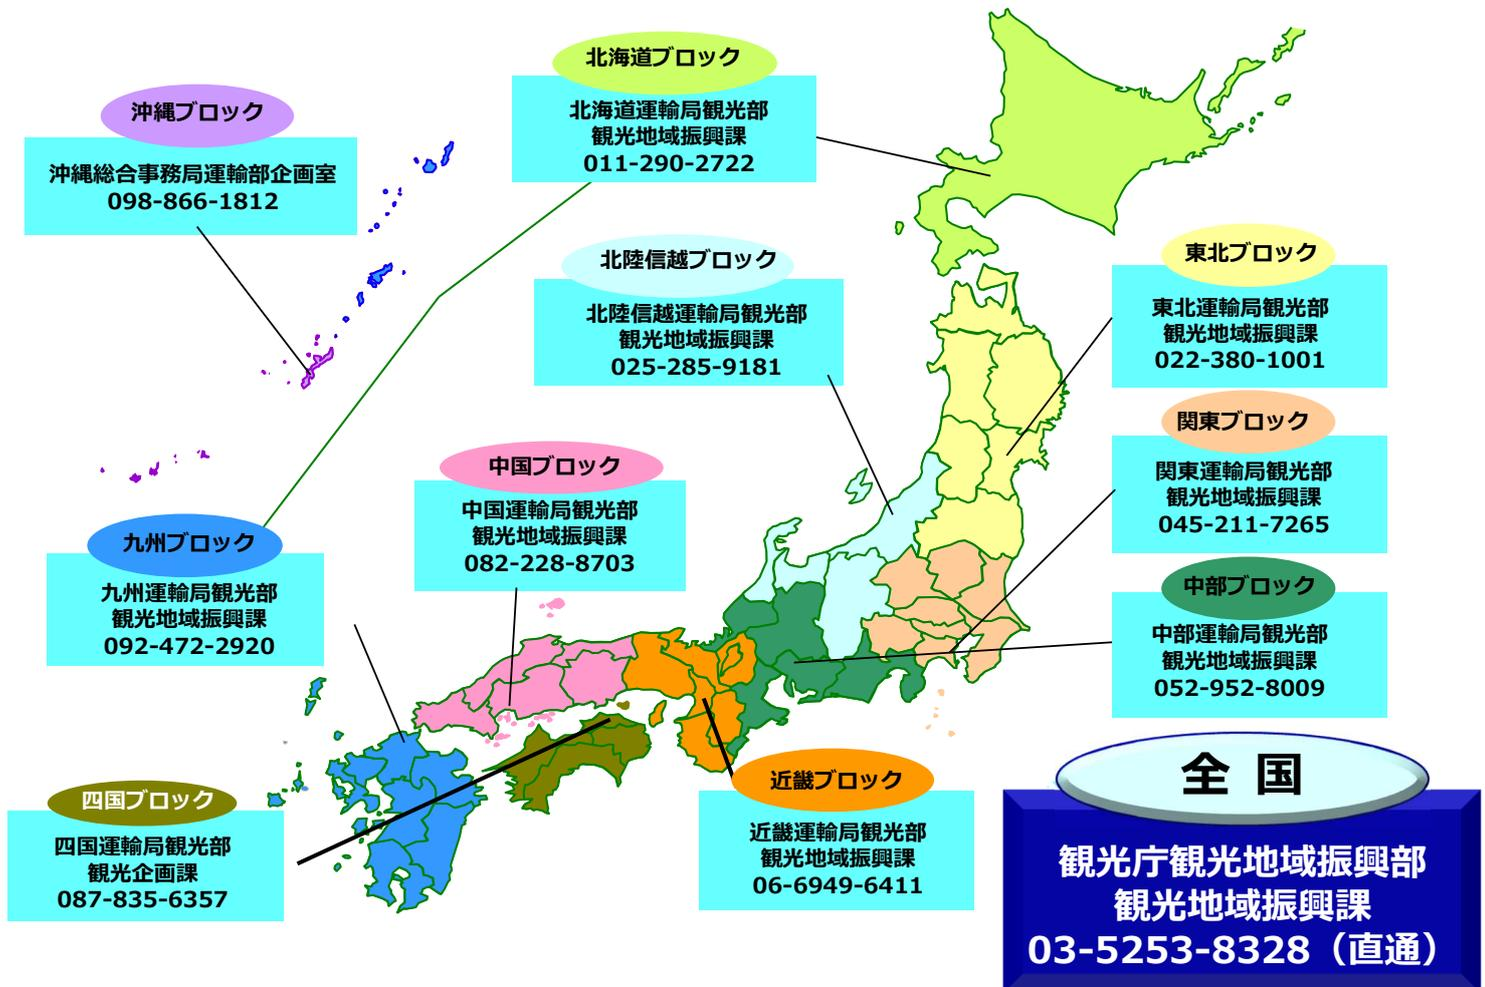 北海道ブロック
北海道運輸局観光部
観光地域振興課
011-290-2722
沖縄ブロック
沖縄総合事務局運輸部企画室
098-866-1812
北陸信越ブロック
北陸信越運輸局観光部
観光地域振興課
025-285-9181
東北ブロック
東北運輸局観光部
観光地域振興課
022-380-1001
関東ブロック
関東運輸局観光部
観光地域振興課
045-211-7265
中国ブロック
中国運輸局観光部
観光地域振興課
082-228-8703
九州ブロック
九州運輸局観光部
観光地域振興課
092-472-2920
中部ブロック
中部運輸局観光部
観光地域振興課
052-952-8009
四国ブロック
四国運輸局観光部
観光企画課
087-835-6357
近畿ブロック
近畿運輸局観光部
観光地域振興課
06-6949-6411
全 国
観光庁観光地域振興部
観光地域振興課
03-5253-8328（直通）